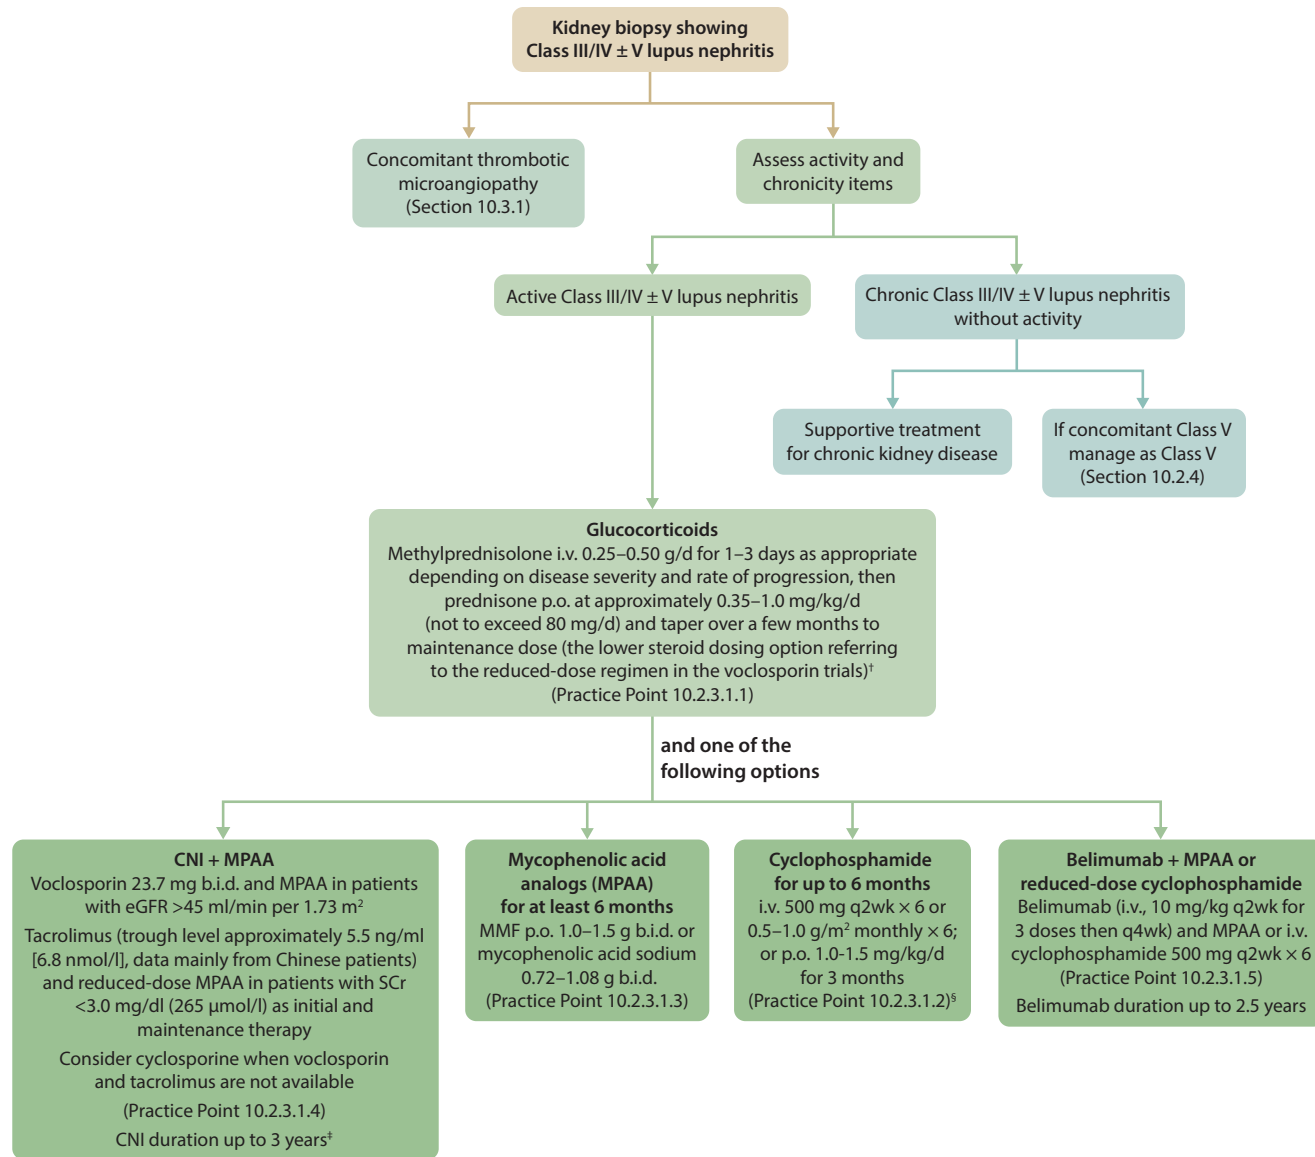 Kidney biopsy showing
Class III/IV ± V lupus nephritis
Concomitant thrombotic
microangiopathy
(Section 10.3.1)
Assess activity and
chronicity items
Active Class III/IV ± V lupus nephritis
Chronic Class III/IV ± V lupus nephritis
without activity
Supportive treatment
for chronic kidney disease
If concomitant Class V
manage as Class V
(Section 10.2.4)
Glucocorticoids
Methylprednisolone i.v. 0.25–0.50 g/d for 1–3 days as appropriate
depending on disease severity and rate of progression, then
prednisone p.o. at approximately 0.35–1.0 mg/kg/d
(not to exceed 80 mg/d) and taper over a few months to
maintenance dose (the lower steroid dosing option referring
to the reduced-dose regimen in the voclosporin trials)†
(Practice Point 10.2.3.1.1)
and one of the
following options
CNI + MPAA
Voclosporin 23.7 mg b.i.d. and MPAA in patients
with eGFR >45 ml/min per 1.73 m²
Tacrolimus (trough level approximately 5.5 ng/ml
[6.8 nmol/l], data mainly from Chinese patients)
and reduced-dose MPAA in patients with SCr
<3.0 mg/dl (265 μmol/l) as initial and
maintenance therapy
Consider cyclosporine when voclosporin
and tacrolimus are not available
(Practice Point 10.2.3.1.4)
CNI duration up to 3 years‡
Mycophenolic acid
analogs (MPAA)
for at least 6 months
MMF p.o. 1.0–1.5 g b.i.d. or
mycophenolic acid sodium
0.72–1.08 g b.i.d.
(Practice Point 10.2.3.1.3)
Cyclophosphamide
for up to 6 months
i.v. 500 mg q2wk × 6 or
0.5–1.0 g/m² monthly × 6;
or p.o. 1.0-1.5 mg/kg/d
for 3 months
(Practice Point 10.2.3.1.2)§
Belimumab + MPAA or
reduced-dose cyclophosphamide
Belimumab (i.v., 10 mg/kg q2wk for
3 doses then q4wk) and MPAA or i.v.
cyclophosphamide 500 mg q2wk × 6
(Practice Point 10.2.3.1.5)
Belimumab duration up to 2.5 years